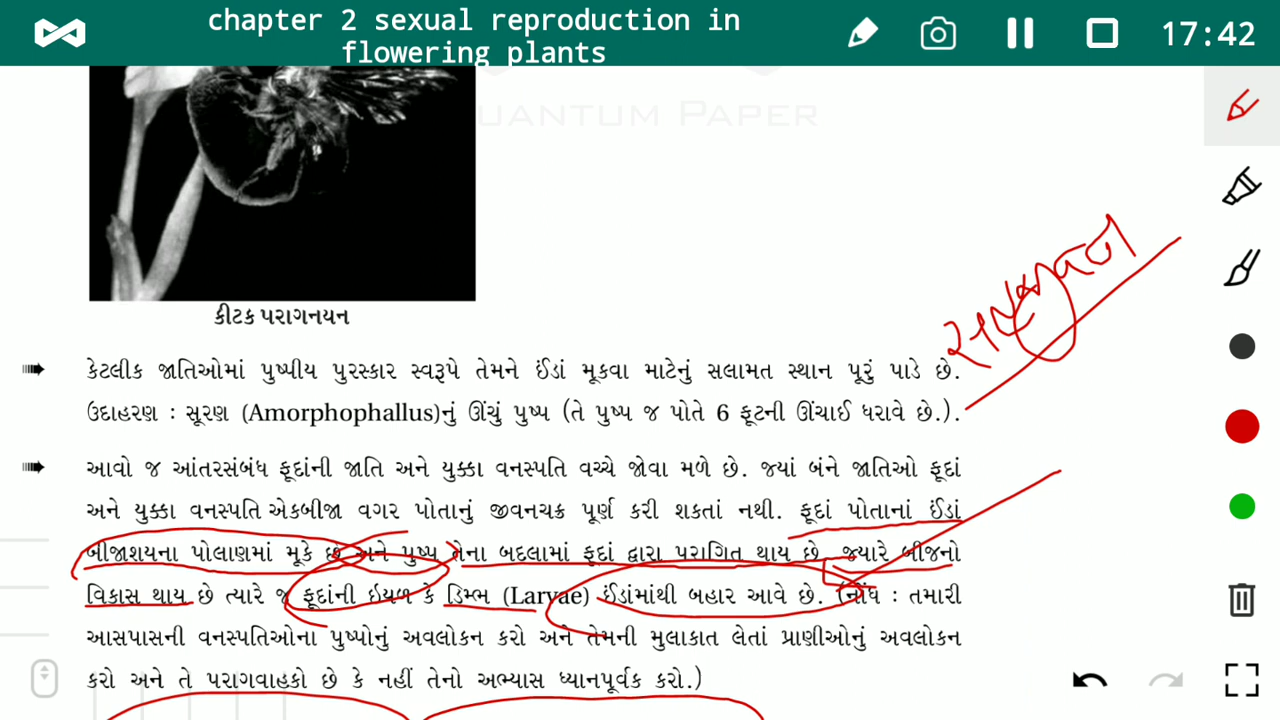 chapter 2 sexual reproduction in
flowering plants
17:42
QUANTUM PAPER
કીટક પરાગનયન
કેટલીક જાતિઓમાં પુષ્પીય પુરસ્કાર સ્વરૂપે તેમને ઈંડાં મૂકવા માટેનું સલામત સ્થાન પૂરું પાડે છે.
ઉદાહરણ : સૂરણ (Amorphophallus)નું ઊંચું પુષ્પ (તે પુષ્પ જ પોતે 6 ફૂટની ઊંચાઈ ધરાવે છે.).
આવો જ આંતરસંબંધ ફૂદાંની જાતિ અને યુક્કા વનસ્પતિ વચ્ચે જોવા મળે છે. જ્યાં બંને જાતિઓ ફૂદાં
અને યુક્કા વનસ્પતિ એકબીજા વગર પોતાનું જીવનચક્ર પૂર્ણ કરી શકતાં નથી. ફૂદાં પોતાનાં ઈંડાં
બીજાશયના પોલાણમાં મૂકે છે અને પુષ્પ તેના બદલામાં ફૂદાં દ્વારા પરાગિત થાય છે. જ્યારે બીજનો
વિકાસ થાય છે ત્યારે જ ફૂદાંની ઇયળ કે ડિમ્ભ (Larvae) ઈંડાંમાંથી બહાર આવે છે. (નોંધ : તમારી
આસપાસની વનસ્પતિઓના પુષ્પોનું અવલોકન કરો અને તેમની મુલાકાત લેતાં પ્રાણીઓનું અવલોકન
કરો અને તે પરાગવાહકો છે કે નહીં તેનો અભ્યાસ ધ્યાનપૂર્વક કરો.)